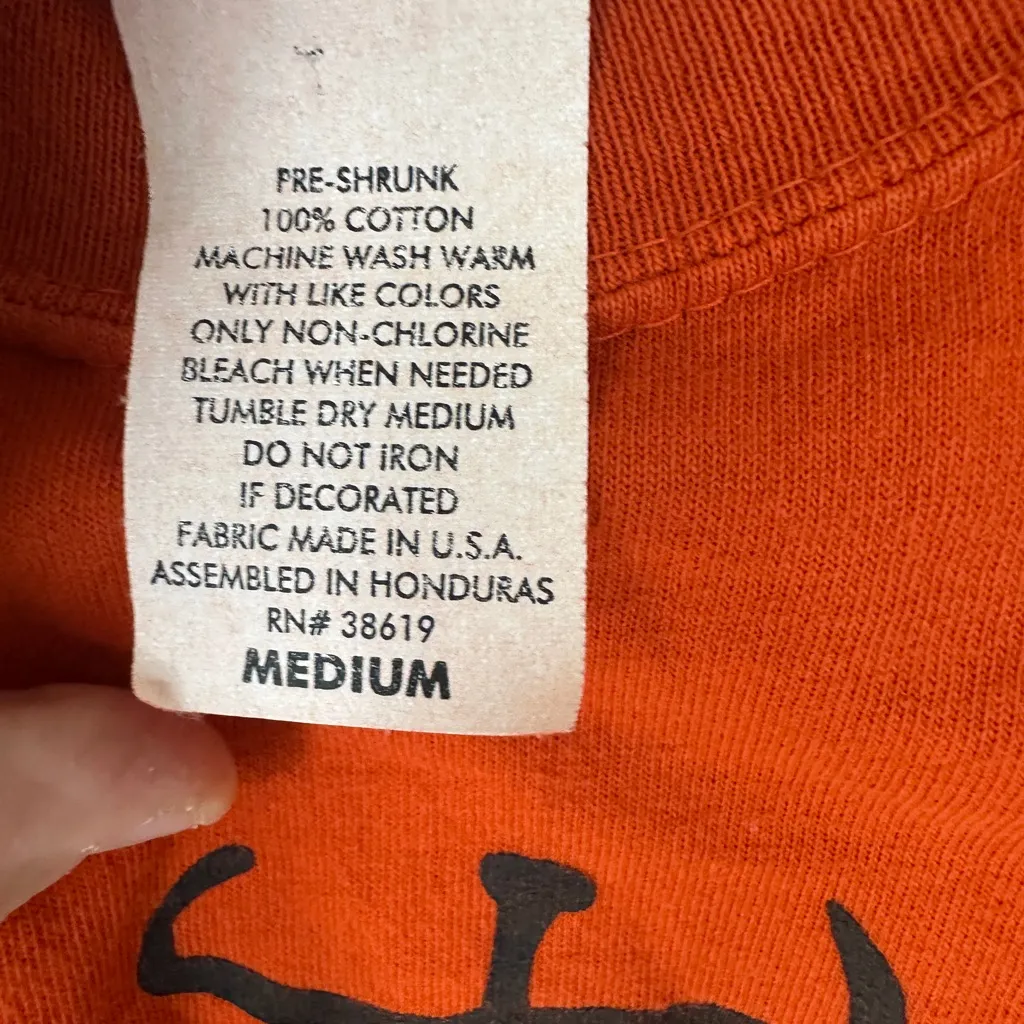 PRE-SHRUNK
100% COTTON
MACHINE WASH WARM
WITH LIKE COLORS
ONLY NON-CHLORINE
BLEACH WHEN NEEDED
TUMBLE DRY MEDIUM
DO NOT IRON
IF DECORATED
FABRIC MADE IN U.S.A.
ASSEMBLED IN HONDURAS
RN# 38619
MEDIUM